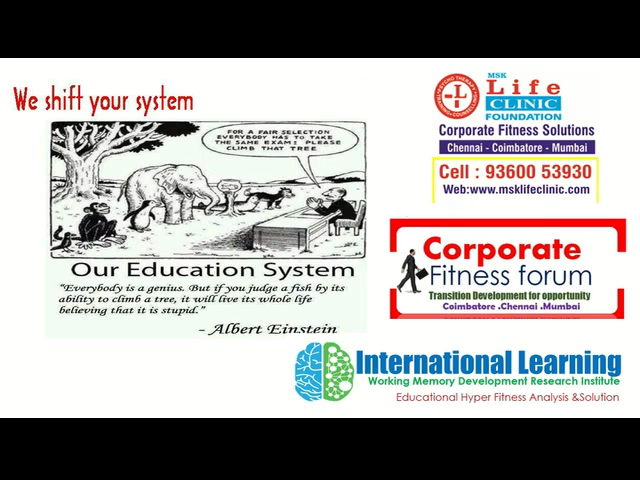 We shift your system
FOR A FAIR SELECTION
EVERYBODY HAS TO TAKE
THE SAME EXAM: PLEASE
CLIMB THAT TREE
Our Education System
“Everybody is a genius. But if you judge a fish by its
ability to climb a tree, it will live its whole life
believing that it is stupid.”
- Albert Einstein
MSK
Life
CLINIC
FOUNDATION
Corporate Fitness Solutions
Chennai - Coimbatore - Mumbai
Cell : 93600 53930
Web:www.msklifeclinic.com
Corporate
Fitness forum
Transition Development for opportunity
Coimbatore .Chennai .Mumbai
International Learning
Working Memory Development Research Institute
Educational Hyper Fitness Analysis &Solution